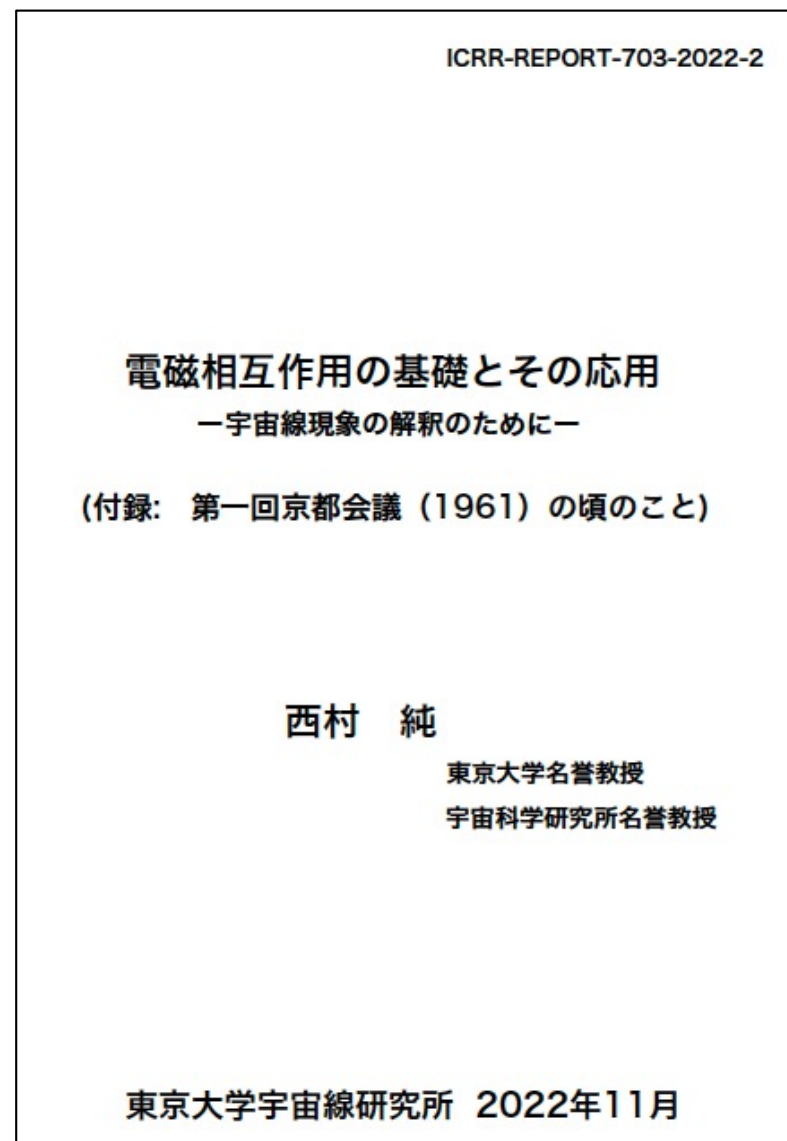 ICRR-REPORT-703-2022-2
電磁相互作用の基礎とその応用
ー宇宙線現象の解釈のためにー
(付録:　第一回京都会議（1961）の頃のこと)
西村　純
東京大学名誉教授
宇宙科学研究所名誉教授
東京大学宇宙線研究所 2022年11月